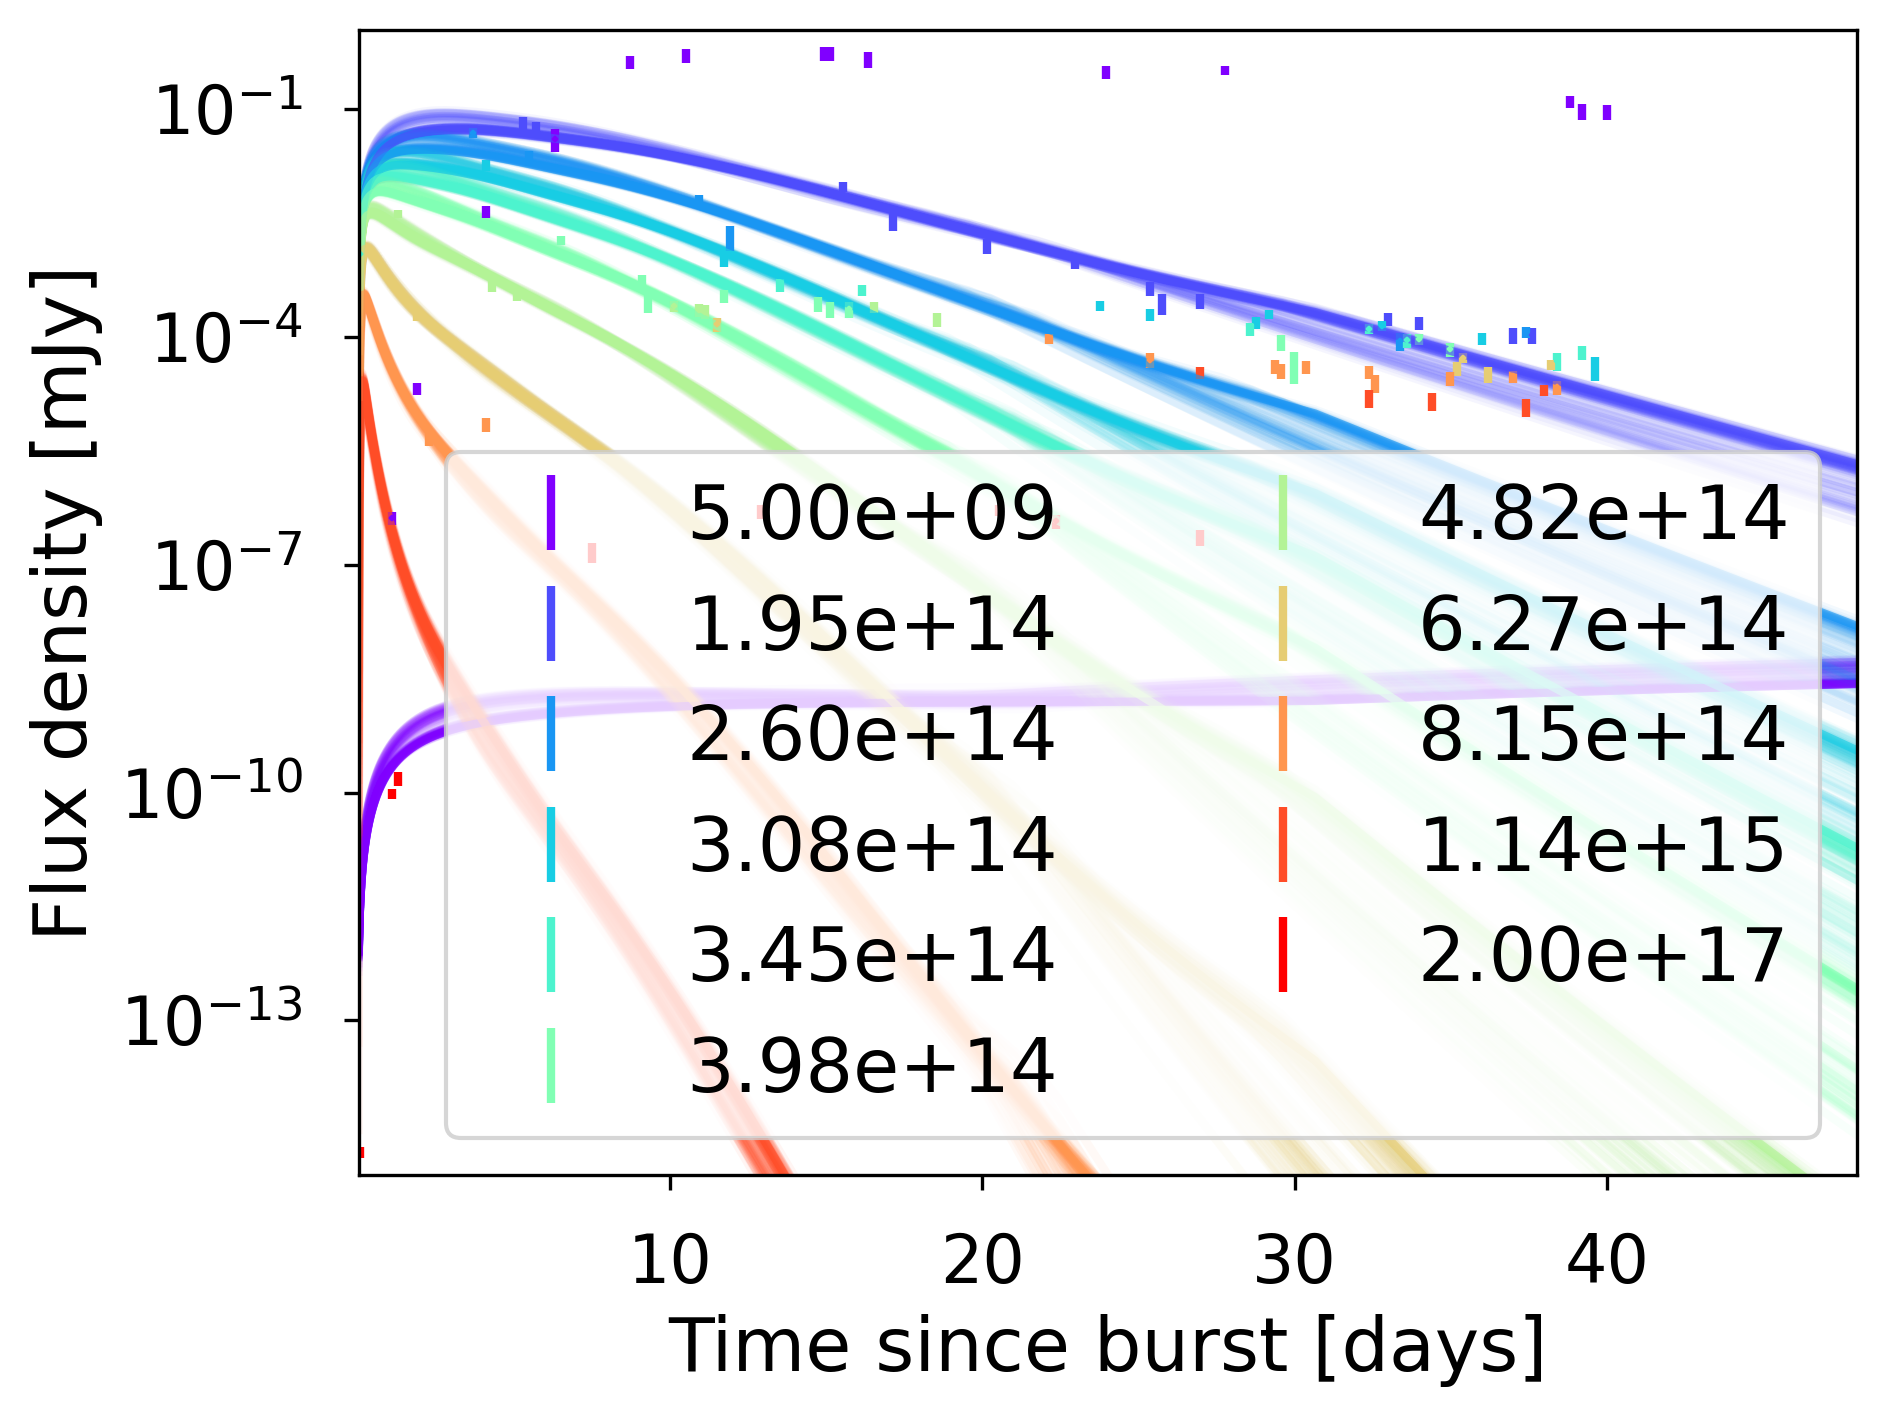 Flux density [mJy]
10⁻¹
10⁻⁴
10⁻⁷
10⁻¹⁰
10⁻¹³
5.00e+09
1.95e+14
2.60e+14
3.08e+14
3.45e+14
3.98e+14
4.82e+14
6.27e+14
8.15e+14
1.14e+15
2.00e+17
10 20 30 40
Time since burst [days]